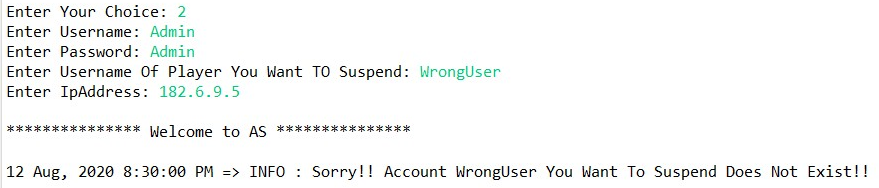 Enter Your Choice: 2
Enter Username: Admin
Enter Password: Admin
Enter Username Of Player You Want TO Suspend: WrongUser
Enter IpAddress: 182.6.9.5
*************** Welcome to AS ***************
12 Aug, 2020 8:30:00 PM => INFO : Sorry!! Account WrongUser You Want To Suspend Does Not Exist!!